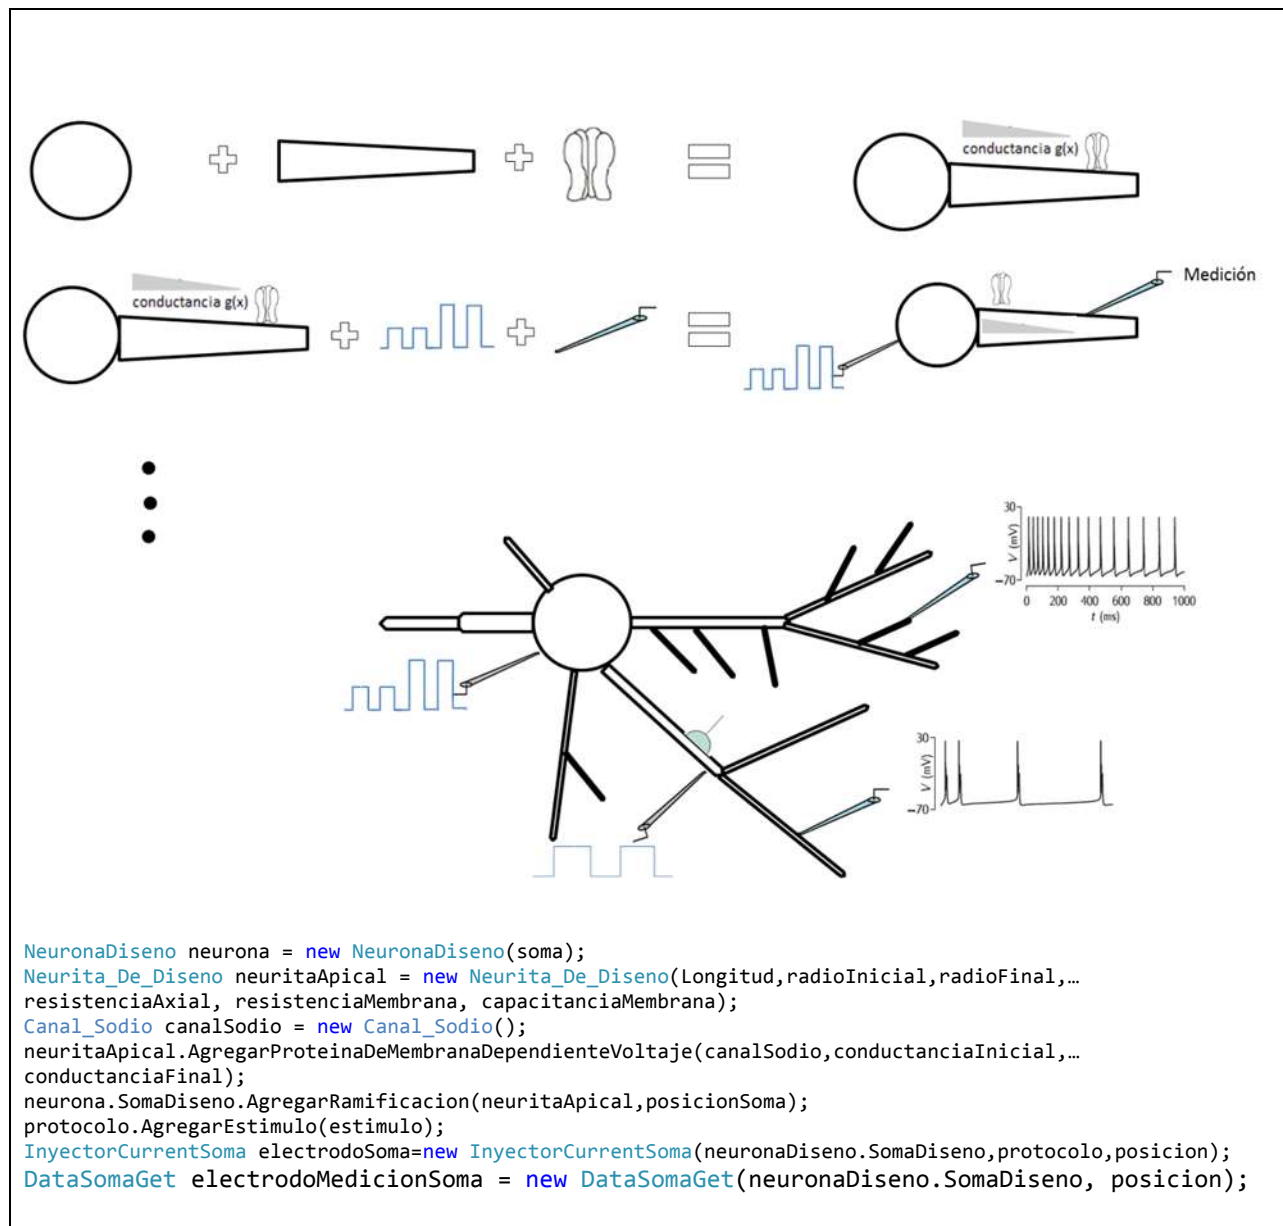 conductancia g(x)
conductancia g(x)
Medición
30
V (mV)
−70
0 200 400 600 800 1000
t (ms)
30
V (mV)
−70
NeuronaDiseno neurona = new NeuronaDiseno(soma);
Neurita_De_Diseno neuritaApical = new Neurita_De_Diseno(Longitud,radioInicial,radioFinal,…
resistenciaAxial, resistenciaMembrana, capacitanciaMembrana);
Canal_Sodio canalSodio = new Canal_Sodio();
neuritaApical.AgregarProteinaDeMembranaDependienteVoltaje(canalSodio,conductanciaInicial,…
conductanciaFinal);
neurona.SomaDiseno.AgregarRamificacion(neuritaApical,posicionSoma);
protocolo.AgregarEstimulo(estimulo);
InyectorCurrentSoma electrodoSoma=new InyectorCurrentSoma(neuronaDiseno.SomaDiseno,protocolo,posicion);
DataSomaGet electrodoMedicionSoma = new DataSomaGet(neuronaDiseno.SomaDiseno, posicion);